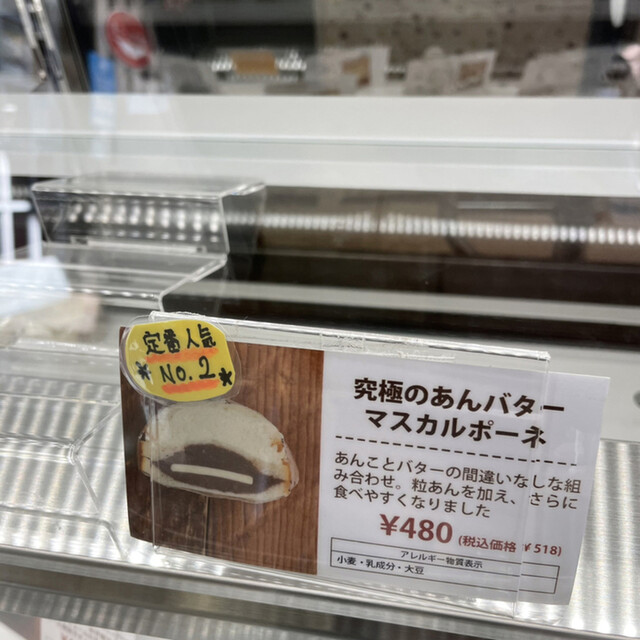 定番人気
NO.2
究極のあんバター
マスカルポーネ
あんことバターの間違いなしな組
み合わせ。粒あんを加え、さらに
食べやすくなりました
¥480 (税込価格 ¥518)
アレルギー物質表示
小麦・乳成分・大豆